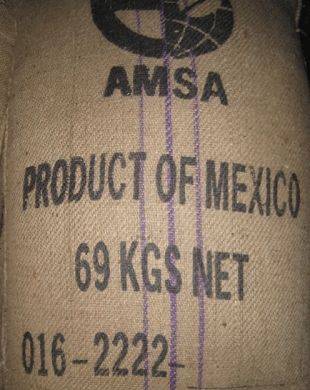 AMSA
PRODUCT OF MEXICO
69 KGS NET
016-2222-